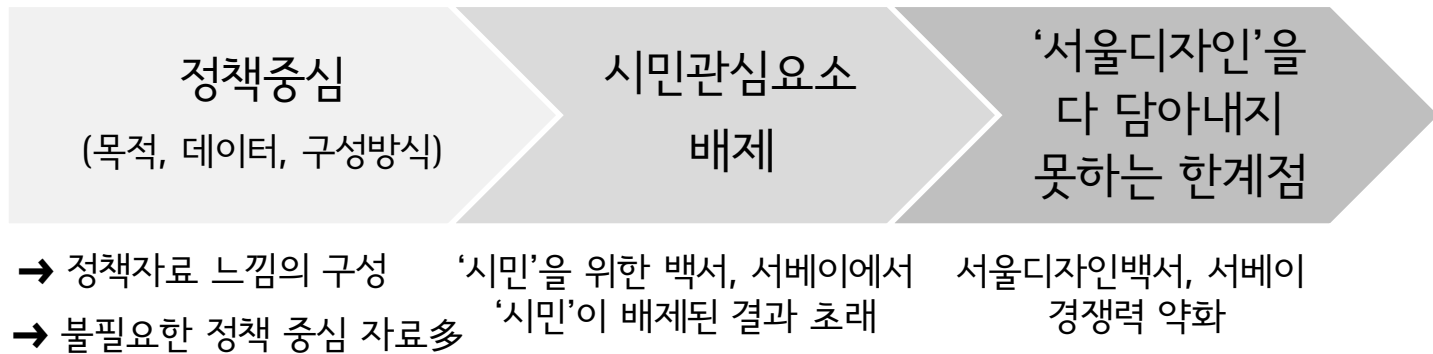 정책중심
(목적, 데이터, 구성방식)
시민관심요소
배제
‘서울디자인’을
다 담아내지
못하는 한계점
→ 정책자료 느낌의 구성
→ 불필요한 정책 중심 자료多
‘시민’을 위한 백서, 서베이에서
‘시민’이 배제된 결과 초래
서울디자인백서, 서베이
경쟁력 약화